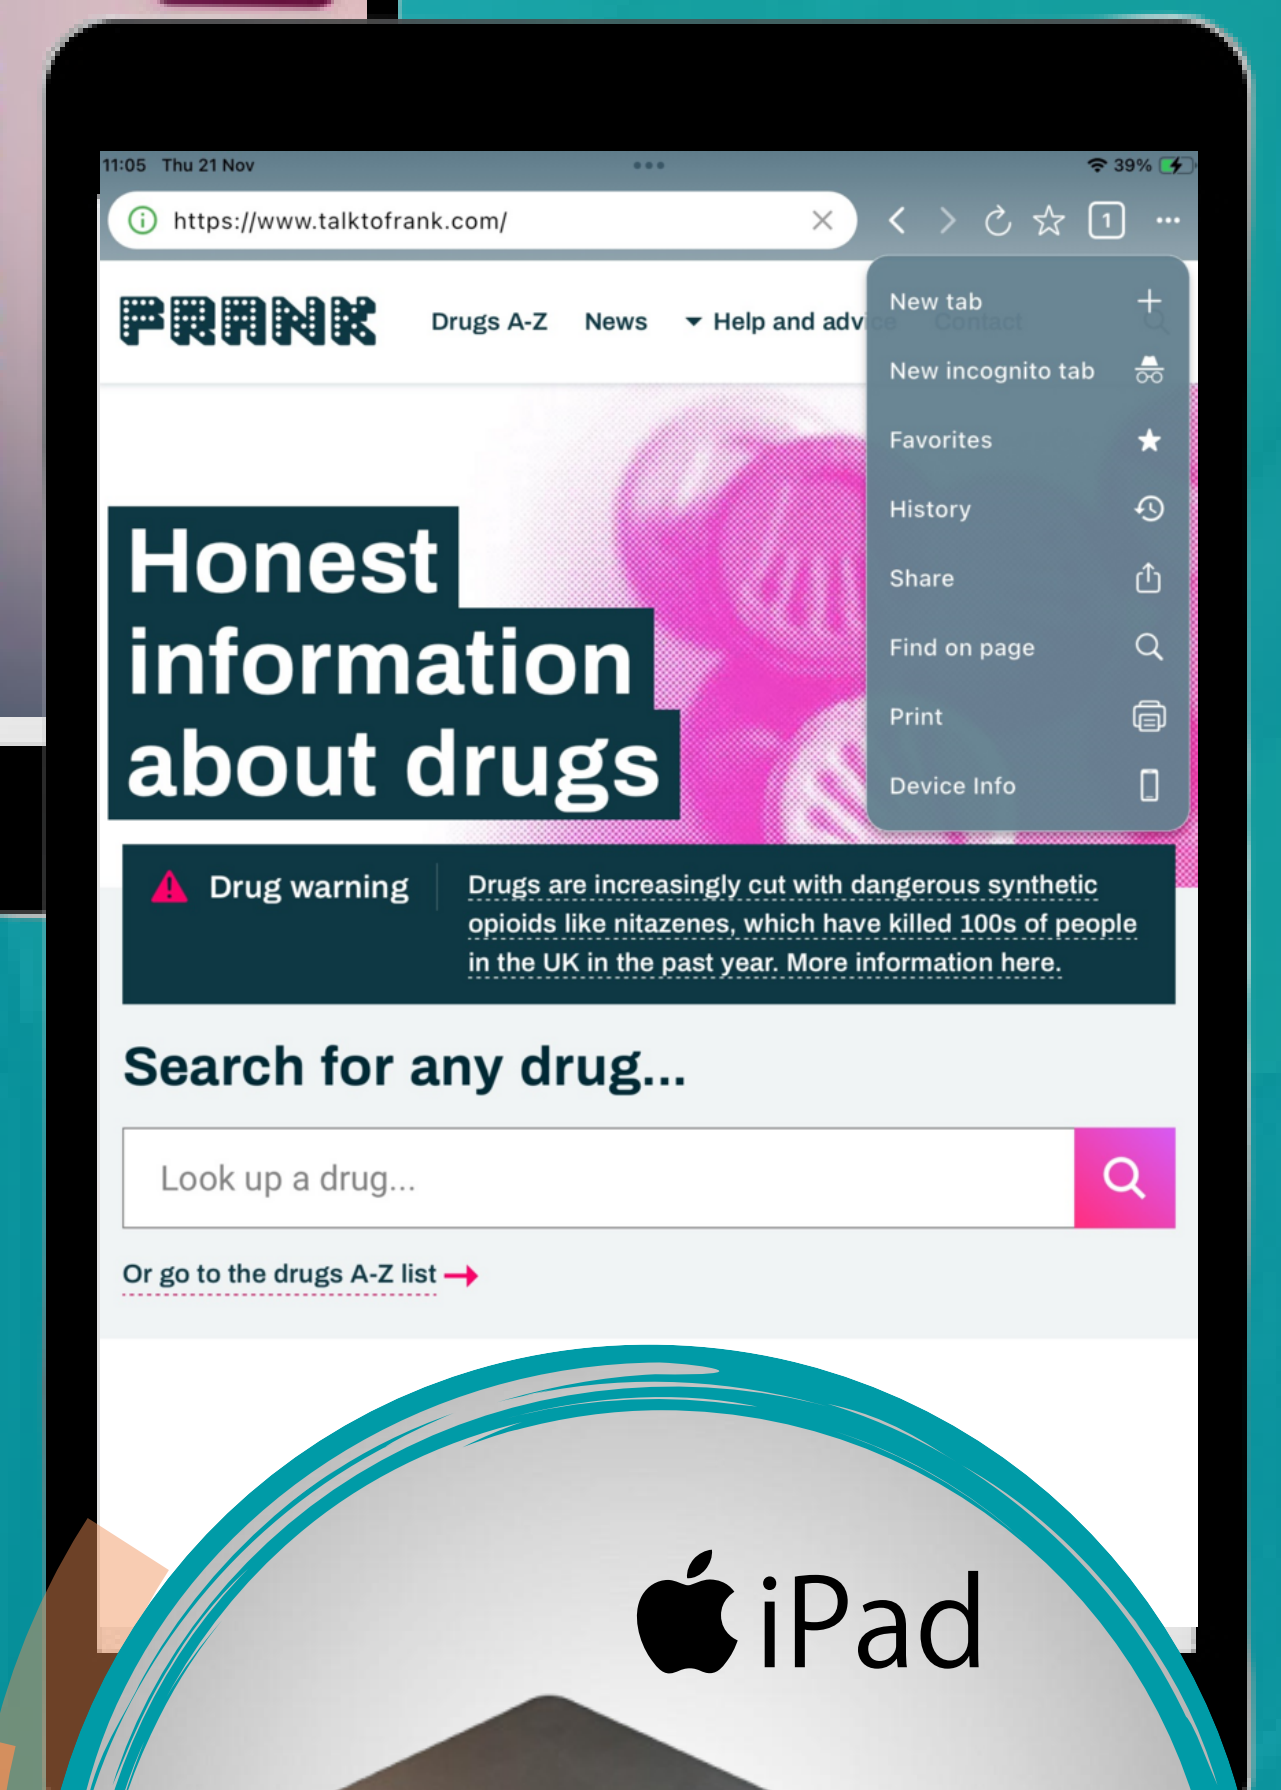 11:05 Thu 21 Nov
39%
https://www.talktofrank.com/
1
FRANK
Drugs A-Z News Help and advice Contact
New tab
New incognito tab
Favorites
History
Share
Find on page
Print
Device Info
Honest
information
about drugs
Drug warning
Drugs are increasingly cut with dangerous synthetic
opioids like nitazenes, which have killed 100s of people
in the UK in the past year. More information here.
Search for any drug...
Look up a drug...
Or go to the drugs A-Z list
iPad